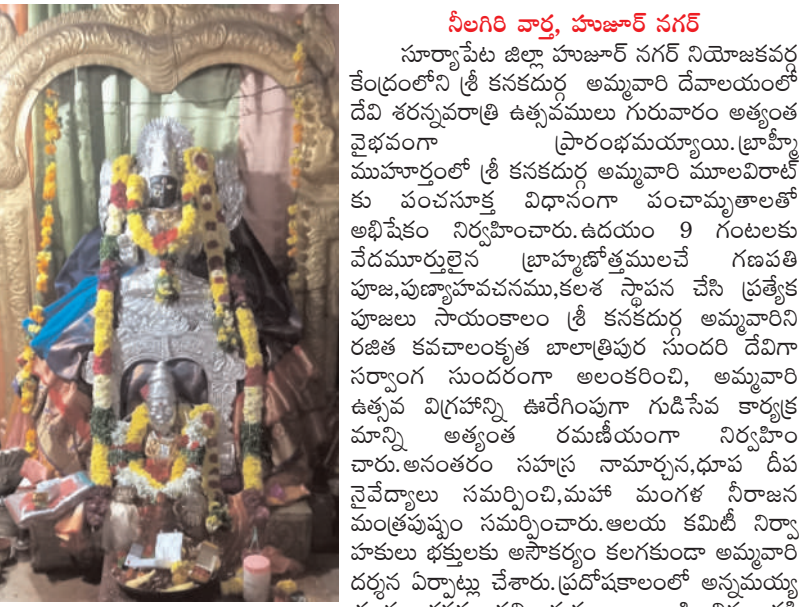 నీలగిరి వార్త, హుజూర్ నగర్
సూర్యాపేట జిల్లా హుజూర్ నగర్ నియోజకవర్గ
కేంద్రంలోని శ్రీ కనకదుర్గ అమ్మవారి దేవాలయంలో
దేవి శరన్నవరాత్రి ఉత్సవములు గురువారం అత్యంత
వైభవంగా ప్రారంభమయ్యాయి.బ్రాహ్మీ
ముహూర్తంలో శ్రీ కనకదుర్గ అమ్మవారి మూలవిరాట్
కు పంచసూక్త విధానంగా పంచామృతాలతో
అభిషేకం నిర్వహించారు.ఉదయం 9 గంటలకు
వేదమూర్తులైన బ్రాహ్మణోత్తములచే గణపతి
పూజ,పుణ్యాహవచనము,కలశ స్థాపన చేసి ప్రత్యేక
పూజలు సాయంకాలం శ్రీ కనకదుర్గ అమ్మవారిని
రజిత కవచాలంకృత బాలాత్రిపుర సుందరి దేవిగా
సర్వాంగ సుందరంగా అలంకరించి, అమ్మవారి
ఉత్సవ విగ్రహాన్ని ఊరేగింపుగా గుడిసేవ కార్యక్ర
మాన్ని అత్యంత రమణీయంగా నిర్వహిం
చారు.అనంతరం సహస్ర నామార్చన,ధూప దీప
నైవేద్యాలు సమర్పించి,మహా మంగళ నీరాజన
మంత్రపుష్పం సమర్పించారు.ఆలయ కమిటీ నిర్వా
హకులు భక్తులకు అసౌకర్యం కలగకుండా అమ్మవారి
దర్శన ఏర్పాట్లు చేశారు.ప్రదోషకాలంలో అన్నమయ్య